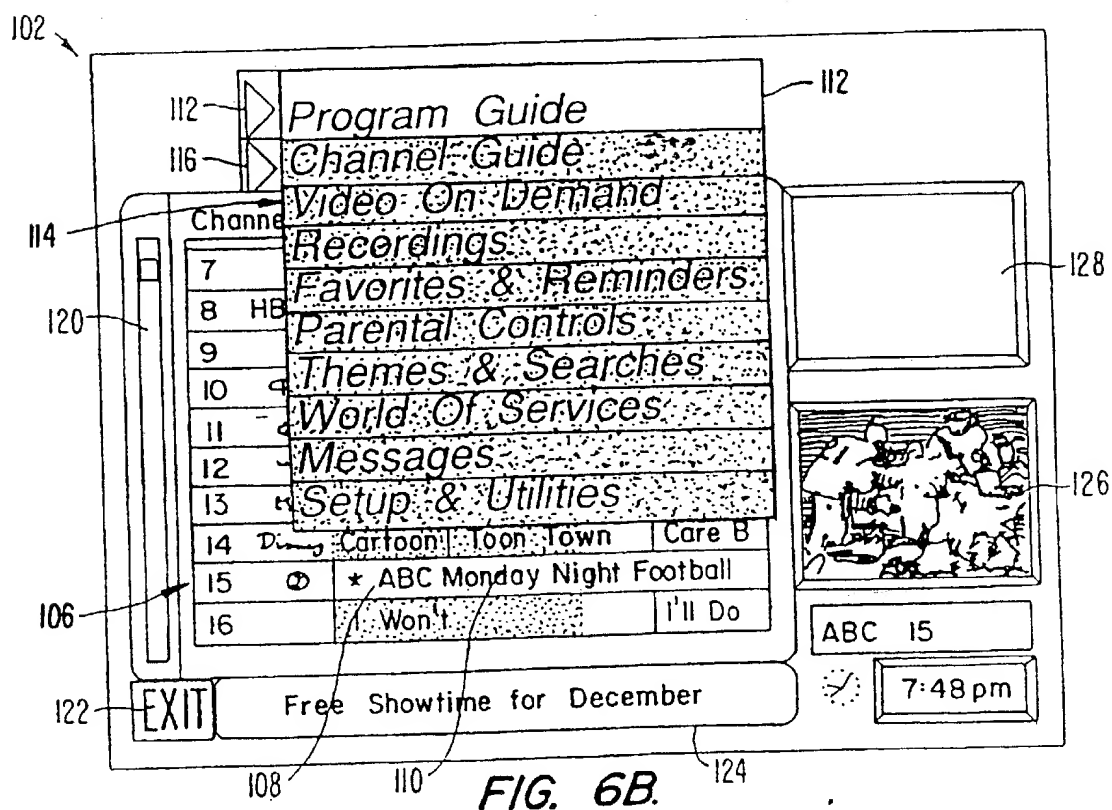 102
112
Program Guide
112
116
Channel Guide
114
Video On Demand
Channe
Recordings
7
128
Favorites & Reminders
8 HB
120
Parental Controls
9
Themes & Searches
10
World Of Services
11
Messages
12
126
Setup & Utilities
13
14 Disney Cartoon Toon Town Care B
15 * ABC Monday Night Football
106
16 I Won't I'll Do
ABC 15
7:48pm
122
EXIT
Free Showtime for December
108
110
124
FIG. 6B.